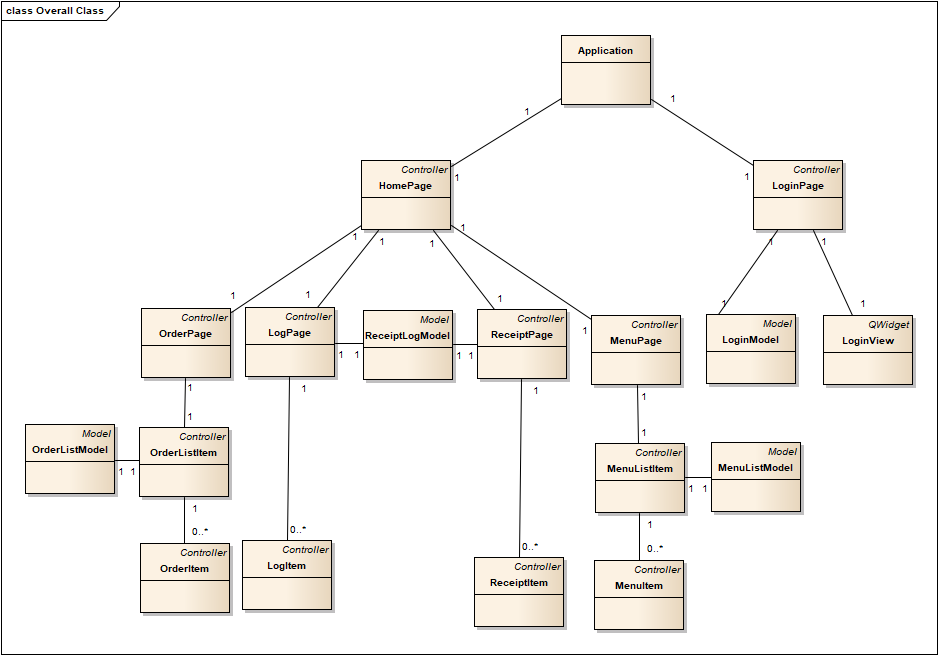 class Overall Class
Application
1
1
Controller
HomePage
1
1
Controller
LoginPage
1
1
1
1
1
1
1
1
1
1
1
1
Controller
OrderPage
Controller
LogPage
Model
ReceiptLogModel
Controller
ReceiptPage
Controller
MenuPage
Model
LoginModel
QWidget
LoginView
1
1
1
1
1
1
1
1
1
1
Model
OrderListModel
Controller
OrderListItem
Controller
MenuListItem
Model
MenuListModel
1
1
1
1
1
0..*
0..*
0..*
1
0..*
Controller
OrderItem
Controller
LogItem
Controller
ReceiptItem
Controller
MenuItem